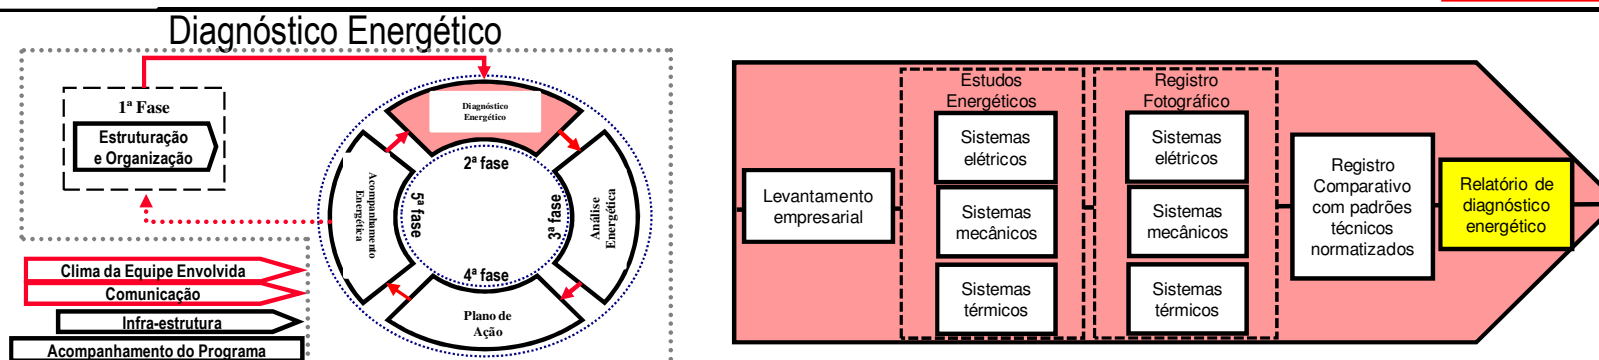 Diagnóstico Energético
1ª Fase
Estruturação
e Organização
Diagnóstico
Energético
2ª fase
Análise
Energética
3ª fase
4ª fase
Plano de
Ação
Acompanhamento
Energética
5ª fase
Clima da Equipe Envolvida
Comunicação
Infra-estrutura
Acompanhamento do Programa
Levantamento
empresarial
Estudos
Energéticos
Sistemas
elétricos
Sistemas
mecânicos
Sistemas
térmicos
Registro
Fotográfico
Sistemas
elétricos
Sistemas
mecânicos
Sistemas
térmicos
Registro
Comparativo
com padrões
técnicos
normatizados
Relatório de
diagnóstico
energético